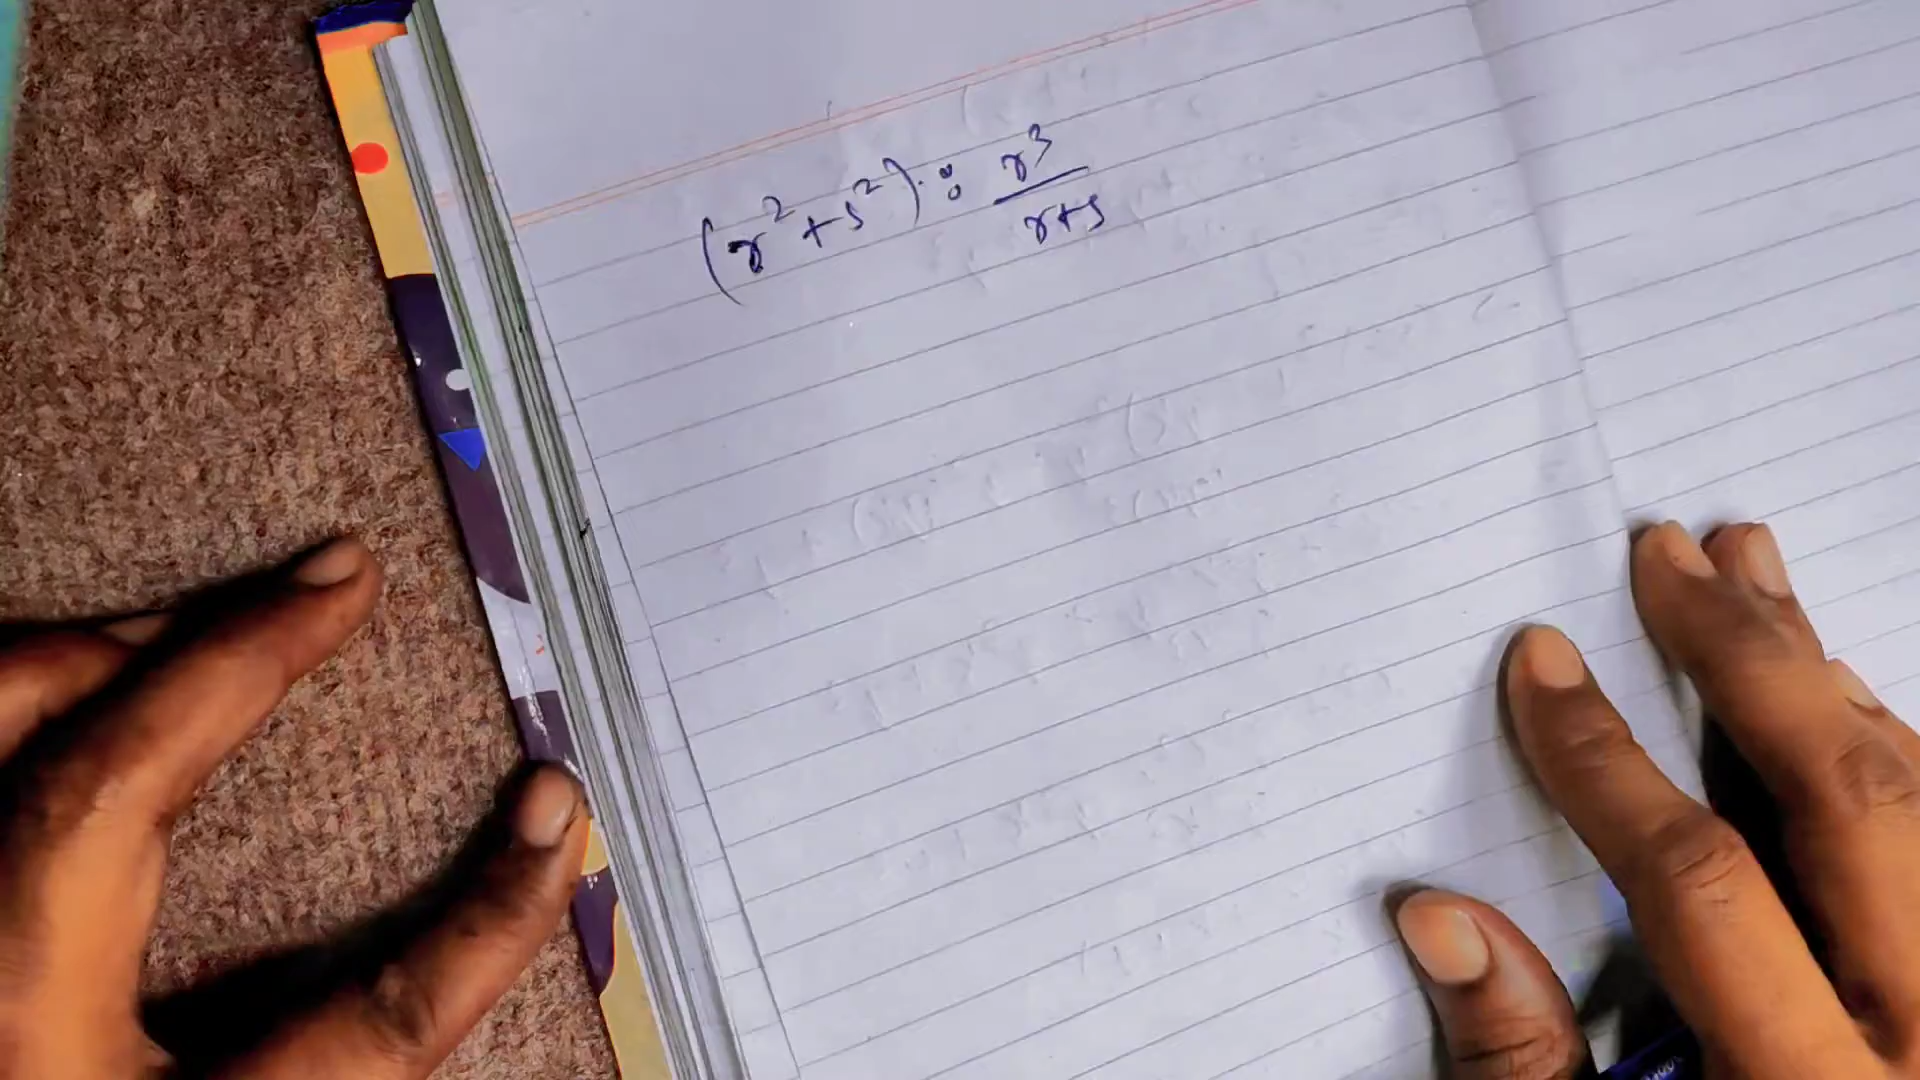 (r² + s²) ÷ r³/(r+s)